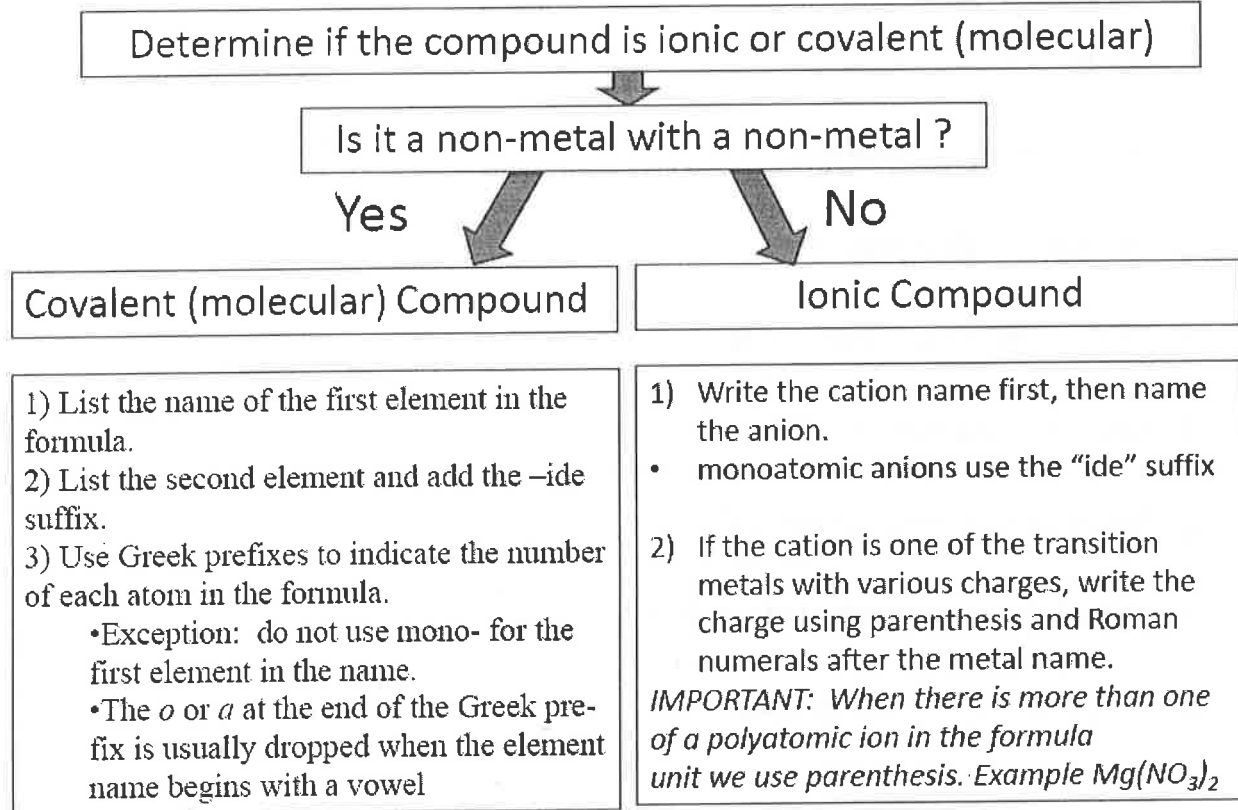 Determine if the compound is ionic or covalent (molecular)
Is it a non-metal with a non-metal ?
Yes
No
Covalent (molecular) Compound
Ionic Compound
1) List the name of the first element in the
formula.
2) List the second element and add the –ide
suffix.
3) Use Greek prefixes to indicate the number
of each atom in the formula.
•Exception: do not use mono- for the
first element in the name.
•The o or a at the end of the Greek pre-
fix is usually dropped when the element
name begins with a vowel
1) Write the cation name first, then name
the anion.
• monoatomic anions use the “ide” suffix
2) If the cation is one of the transition
metals with various charges, write the
charge using parenthesis and Roman
numerals after the metal name.
IMPORTANT: When there is more than one
of a polyatomic ion in the formula
unit we use parenthesis. Example Mg(NO₃)₂